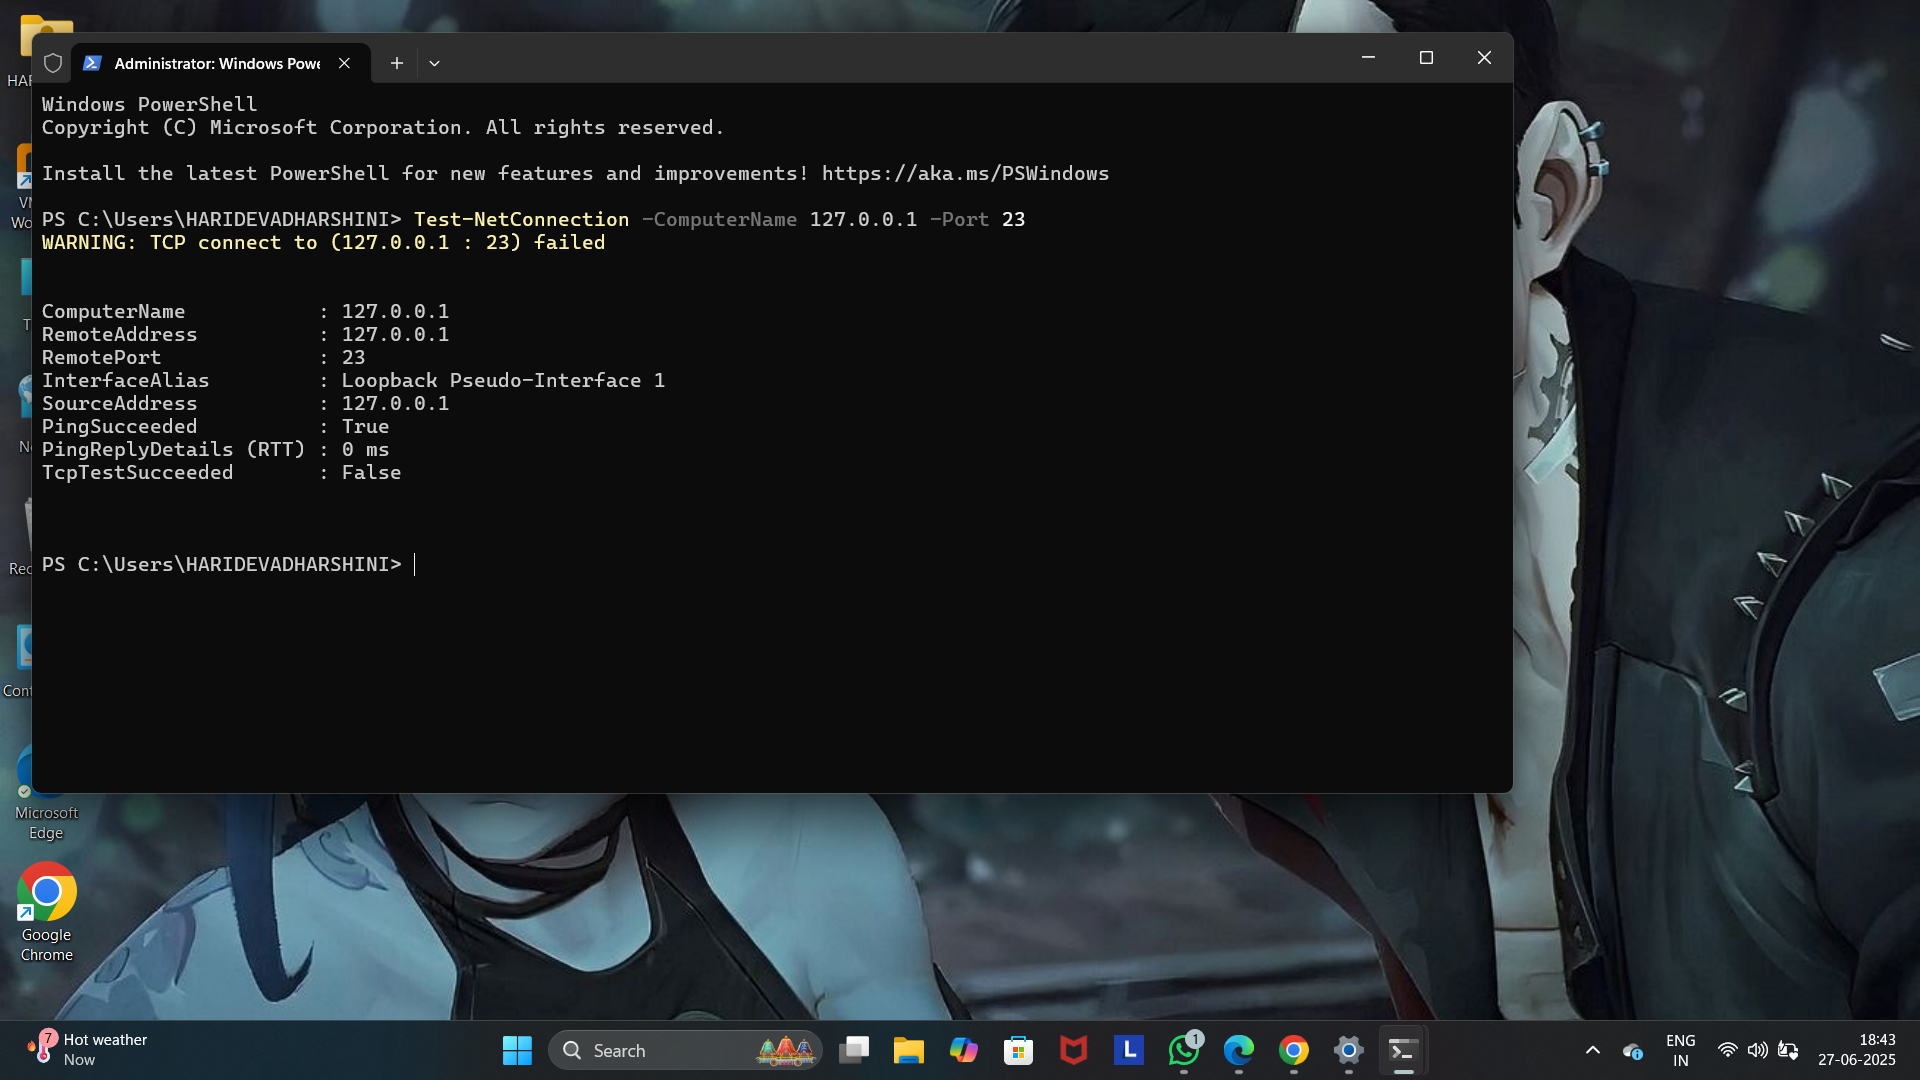 Administrator: Windows Powe
Windows PowerShell
Copyright (C) Microsoft Corporation. All rights reserved.
Install the latest PowerShell for new features and improvements! https://aka.ms/PSWindows
PS C:\Users\HARIDEVADHARSHINI> Test-NetConnection -ComputerName 127.0.0.1 -Port 23
WARNING: TCP connect to (127.0.0.1 : 23) failed
ComputerName : 127.0.0.1
RemoteAddress : 127.0.0.1
RemotePort : 23
InterfaceAlias : Loopback Pseudo-Interface 1
SourceAddress : 127.0.0.1
PingSucceeded : True
PingReplyDetails (RTT) : 0 ms
TcpTestSucceeded : False
PS C:\Users\HARIDEVADHARSHINI>
Microsoft
Edge
Google
Chrome
7
Hot weather
Now
Search
L
1
ENG
IN
18:43
27-06-2025